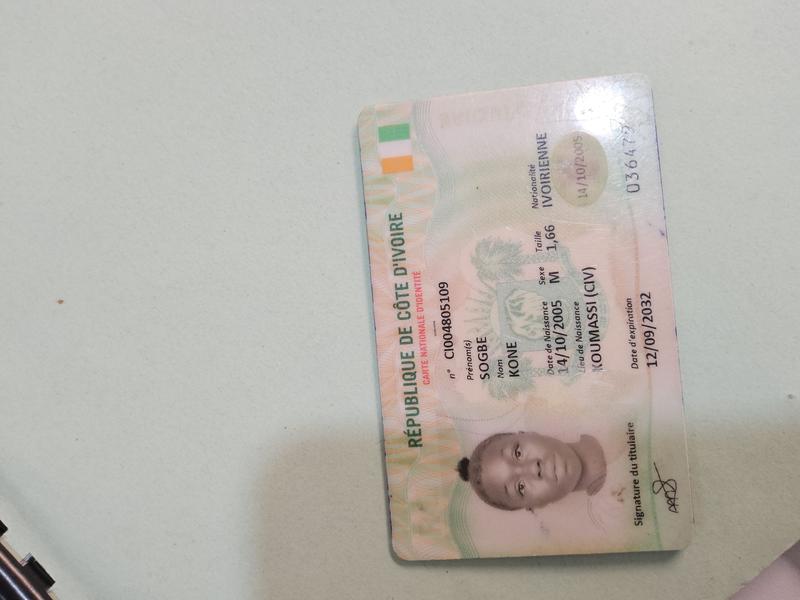 RÉPUBLIQUE DE CÔTE D'IVOIRE
CARTE NATIONALE D'IDENTITÉ
n° CI004805109
Prénom(s)
SOGBE
Nom
KONE
Date de Naissance Sexe Taille Nationalité
14/10/2005 M 1,66 IVOIRIENNE
Lieu de Naissance
KOUMASSI (CIV)
14/10/2005
Date d'expiration
12/09/2032
Signature du titulaire